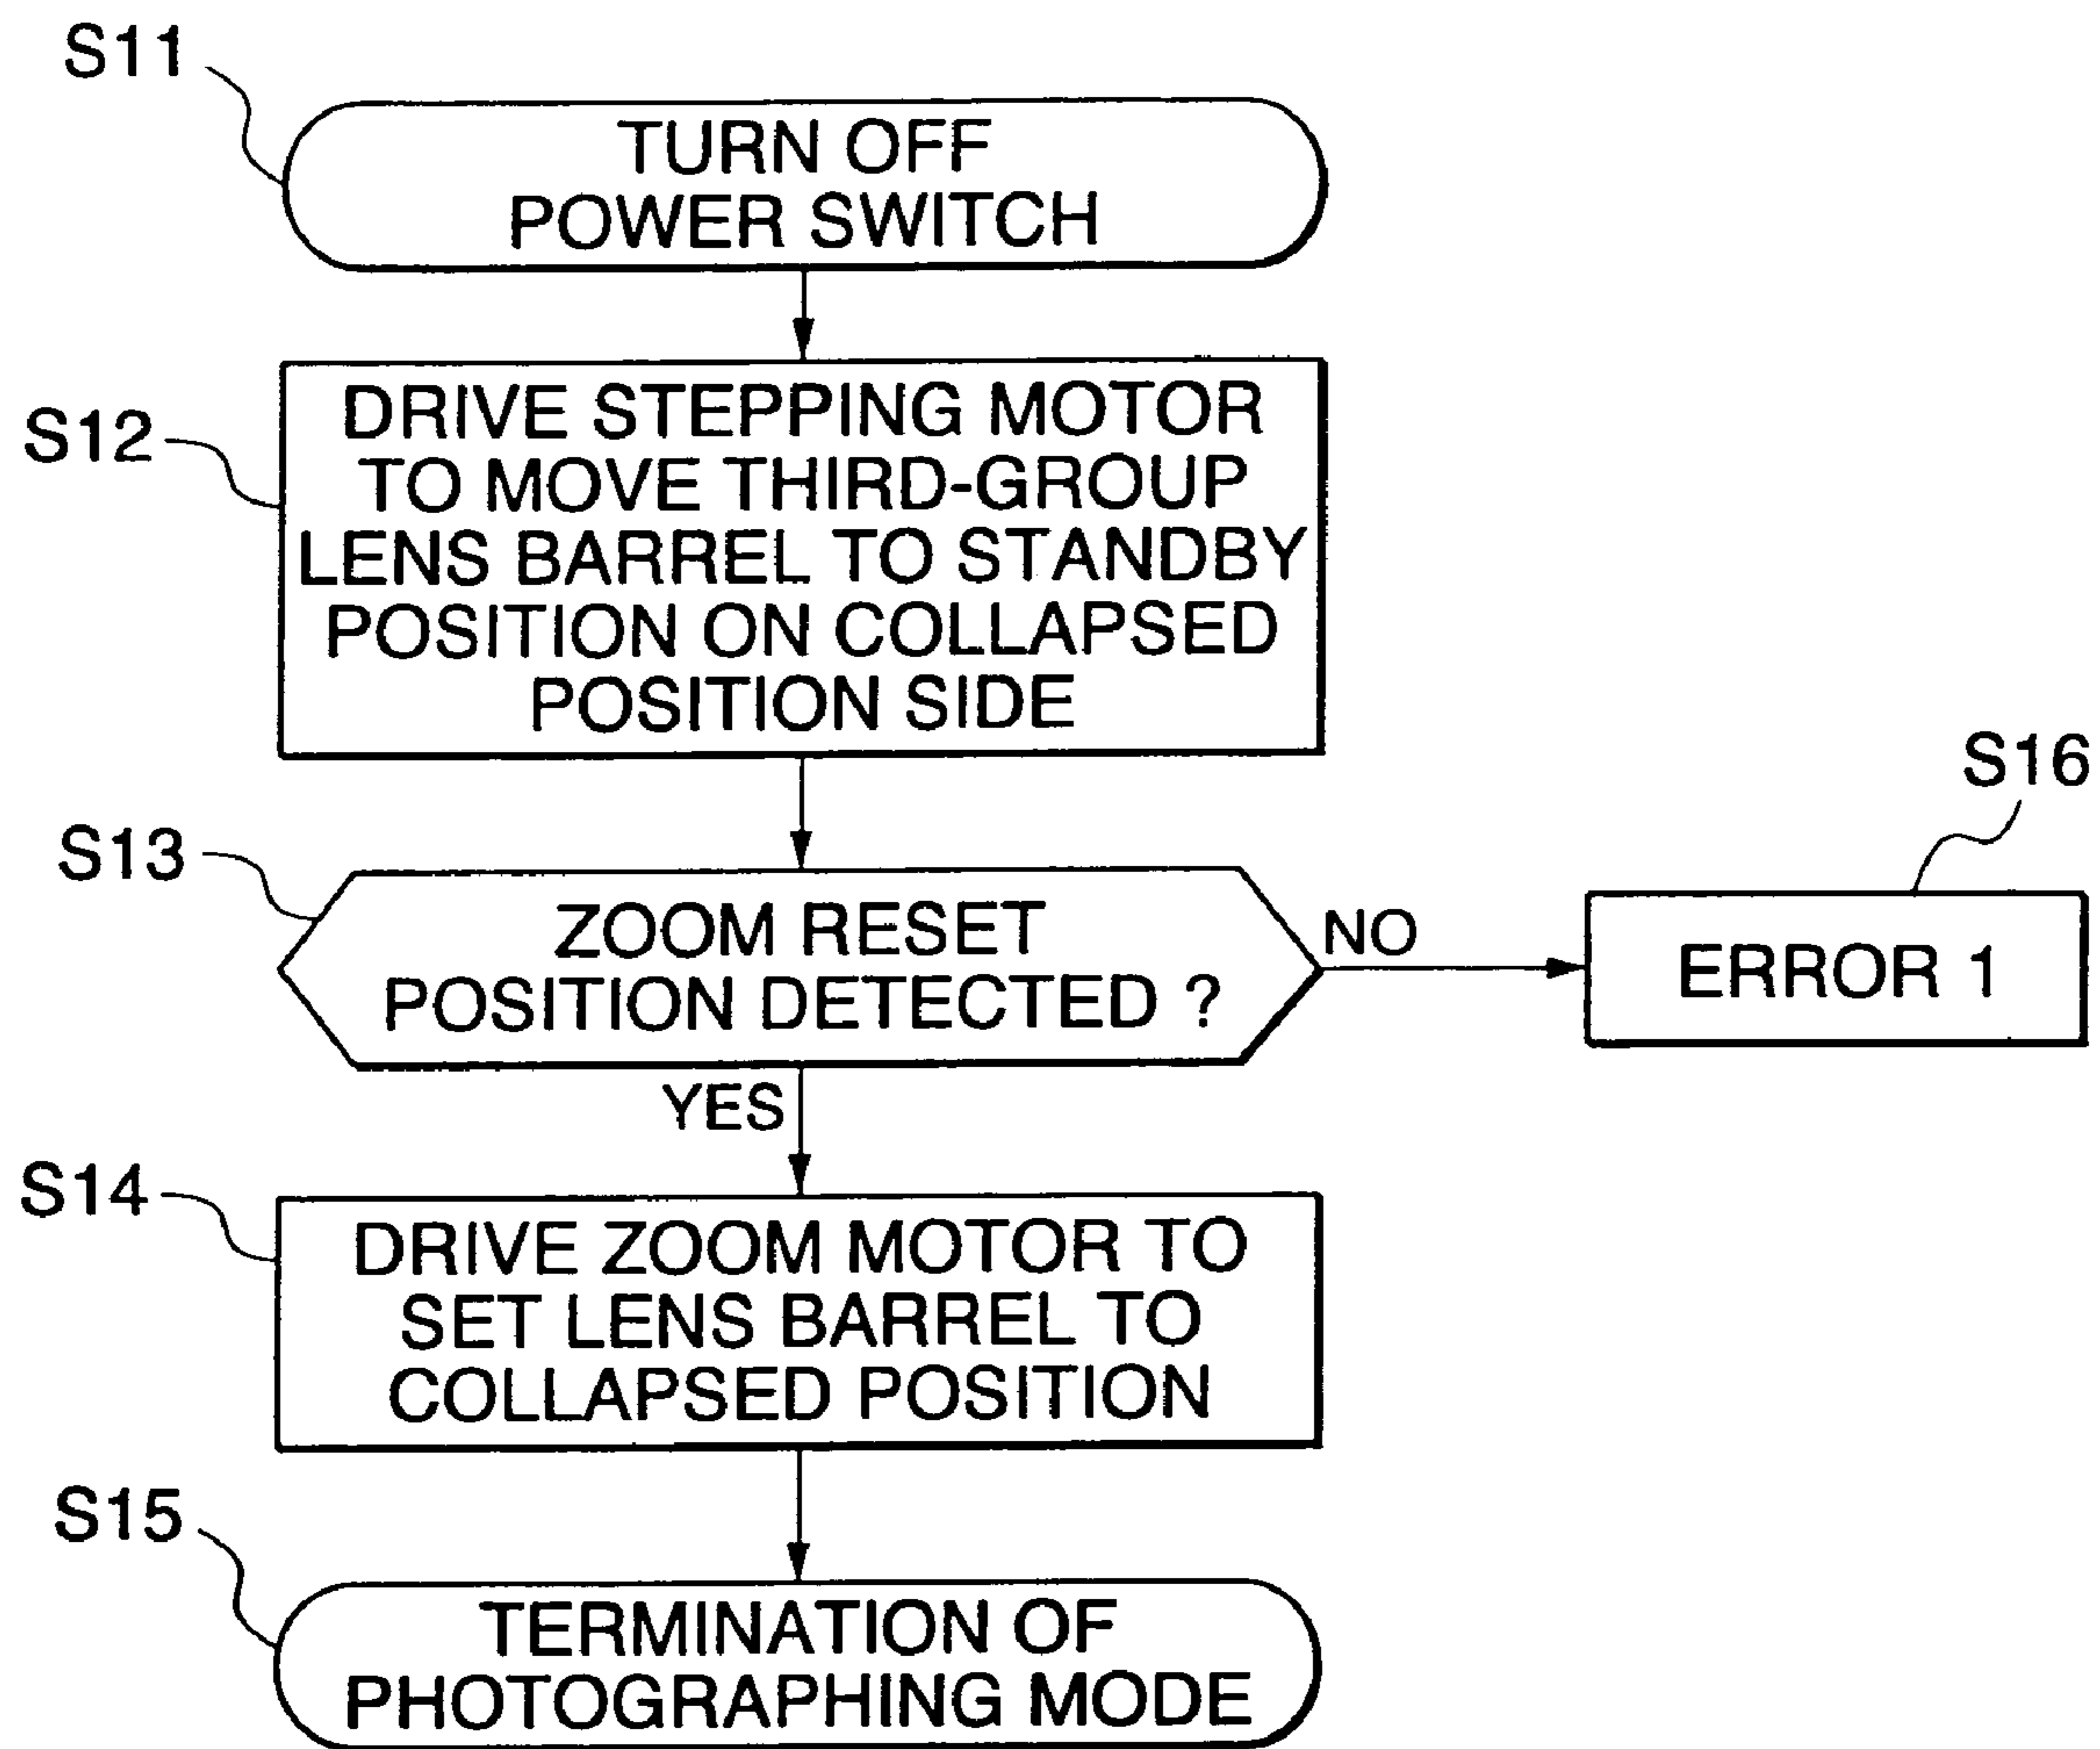 S11
TURN OFF
POWER SWITCH
S12
DRIVE STEPPING MOTOR
TO MOVE THIRD-GROUP
LENS BARREL TO STANDBY
POSITION ON COLLAPSED
POSITION SIDE
S13
ZOOM RESET
POSITION DETECTED ?
NO
S16
ERROR 1
YES
S14
DRIVE ZOOM MOTOR TO
SET LENS BARREL TO
COLLAPSED POSITION
S15
TERMINATION OF
PHOTOGRAPHING MODE